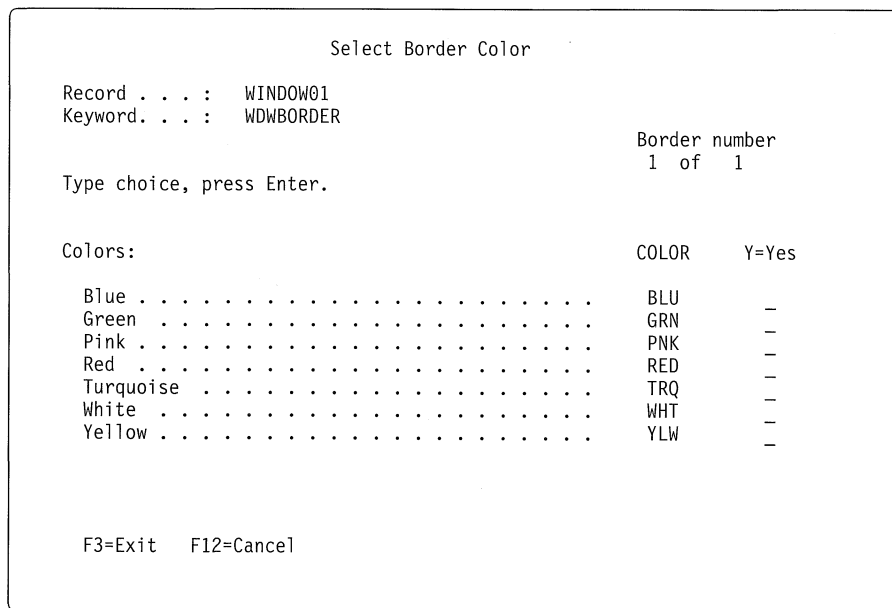 Select Border Color
Record . . . :   WINDOW01
Keyword. . . :   WDWBORDER
Border number
1 of 1
Type choice, press Enter.
Colors:   COLOR   Y=Yes
Blue . . . . . . . . . . . . . . . . . . . . . .   BLU   _
Green . . . . . . . . . . . . . . . . . . . . .   GRN   _
Pink . . . . . . . . . . . . . . . . . . . . . .   PNK   _
Red . . . . . . . . . . . . . . . . . . . . . .   RED   _
Turquoise . . . . . . . . . . . . . . . . . . .   TRQ   _
White . . . . . . . . . . . . . . . . . . . . .   WHT   _
Yellow . . . . . . . . . . . . . . . . . . . . .   YLW   _
F3=Exit   F12=Cancel